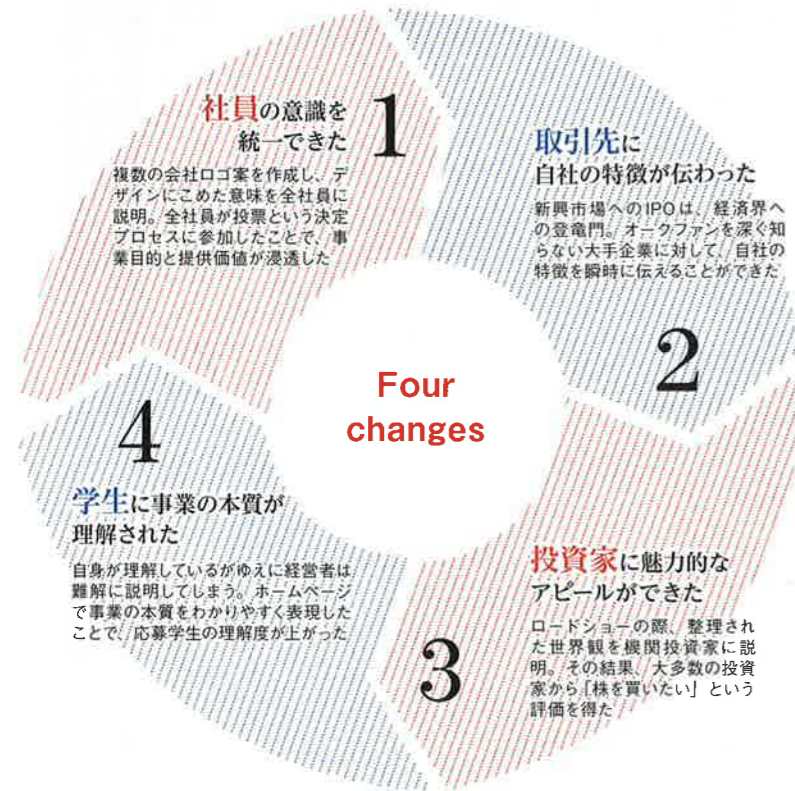 1
社員の意識を
統一できた
複数の会社ロゴ案を作成し、デ
ザインにこめた意味を全社員に
説明。全社員が投票という決定
プロセスに参加したことで、事
業目的と提供価値が浸透した
取引先に
自社の特徴が伝わった
新興市場へのIPOは、経済界へ
の登竜門。オークファンを深く知
らない大手企業に対して、自社の
特徴を瞬時に伝えることができた
2
Four
changes
投資家に魅力的な
アピールができた
ロードショーの際、整理され
た世界観を機関投資家に説
明。その結果、大多数の投資
家から「株を買いたい」という
評価を得た
3
4
学生に事業の本質が
理解された
自身が理解しているがゆえに経営者は
難解に説明してしまう。ホームページ
で事業の本質をわかりやすく表現した
ことで、応募学生の理解度が上がった